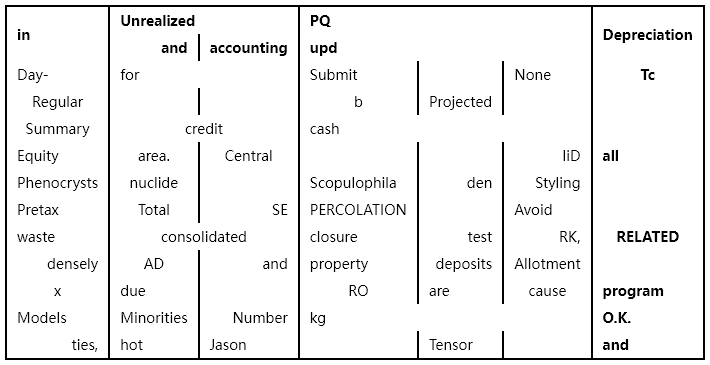 in Unrealized PQ Depreciation
and accounting upd
Day- for Submit None Tc
Regular b Projected
Summary credit cash
Equity area. Central liD all
Phenocrysts nuclide Scopulophila den Styling
Pretax Total SE PERCOLATION Avoid
waste consolidated closure test RK, RELATED
densely AD and property deposits Allotment
x due RO are cause program
Models Minorities Number kg O.K.
ties, hot Jason Tensor and